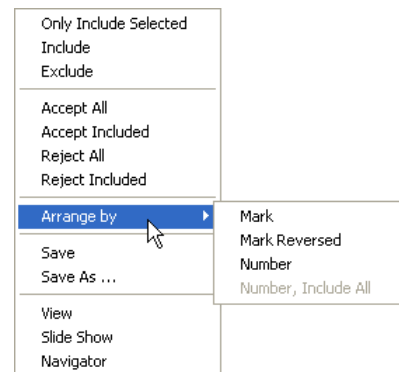 Only Include Selected
Include
Exclude
Accept All
Accept Included
Reject All
Reject Included
Arrange by
Mark
Mark Reversed
Number
Number, Include All
Save
Save As ...
View
Slide Show
Navigator